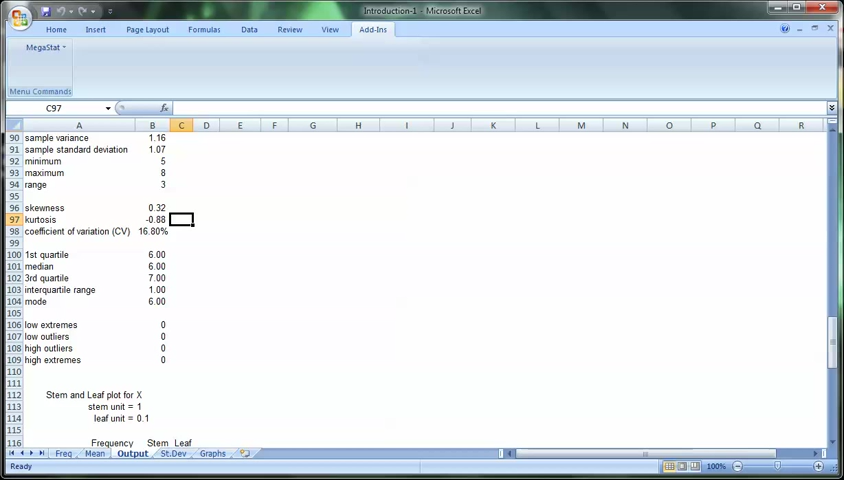 Introduction-1 - Microsoft Excel
Home Insert Page Layout Formulas Data Review View Add-Ins
MegaStat
Menu Commands
C97 fx
A B C D E F G H I J K L M N O P Q R
90 sample variance 1.16
91 sample standard deviation 1.07
92 minimum 5
93 maximum 8
94 range 3
95
96 skewness 0.32
97 kurtosis -0.88
98 coefficient of variation (CV) 16.80%
99
100 1st quartile 6.00
101 median 6.00
102 3rd quartile 7.00
103 interquartile range 1.00
104 mode 6.00
105
106 low extremes 0
107 low outliers 0
108 high outliers 0
109 high extremes 0
110
111
112 Stem and Leaf plot for X
113 stem unit = 1
114 leaf unit = 0.1
116 Frequency Stem Leaf
Freq Mean Output St.Dev Graphs
Ready 100%